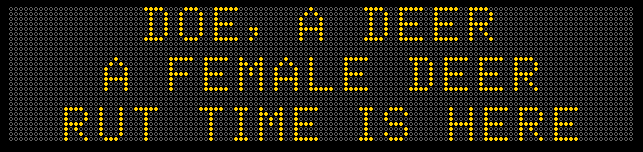 DOE, A DEER
A FEMALE DEER
RUT TIME IS HERE